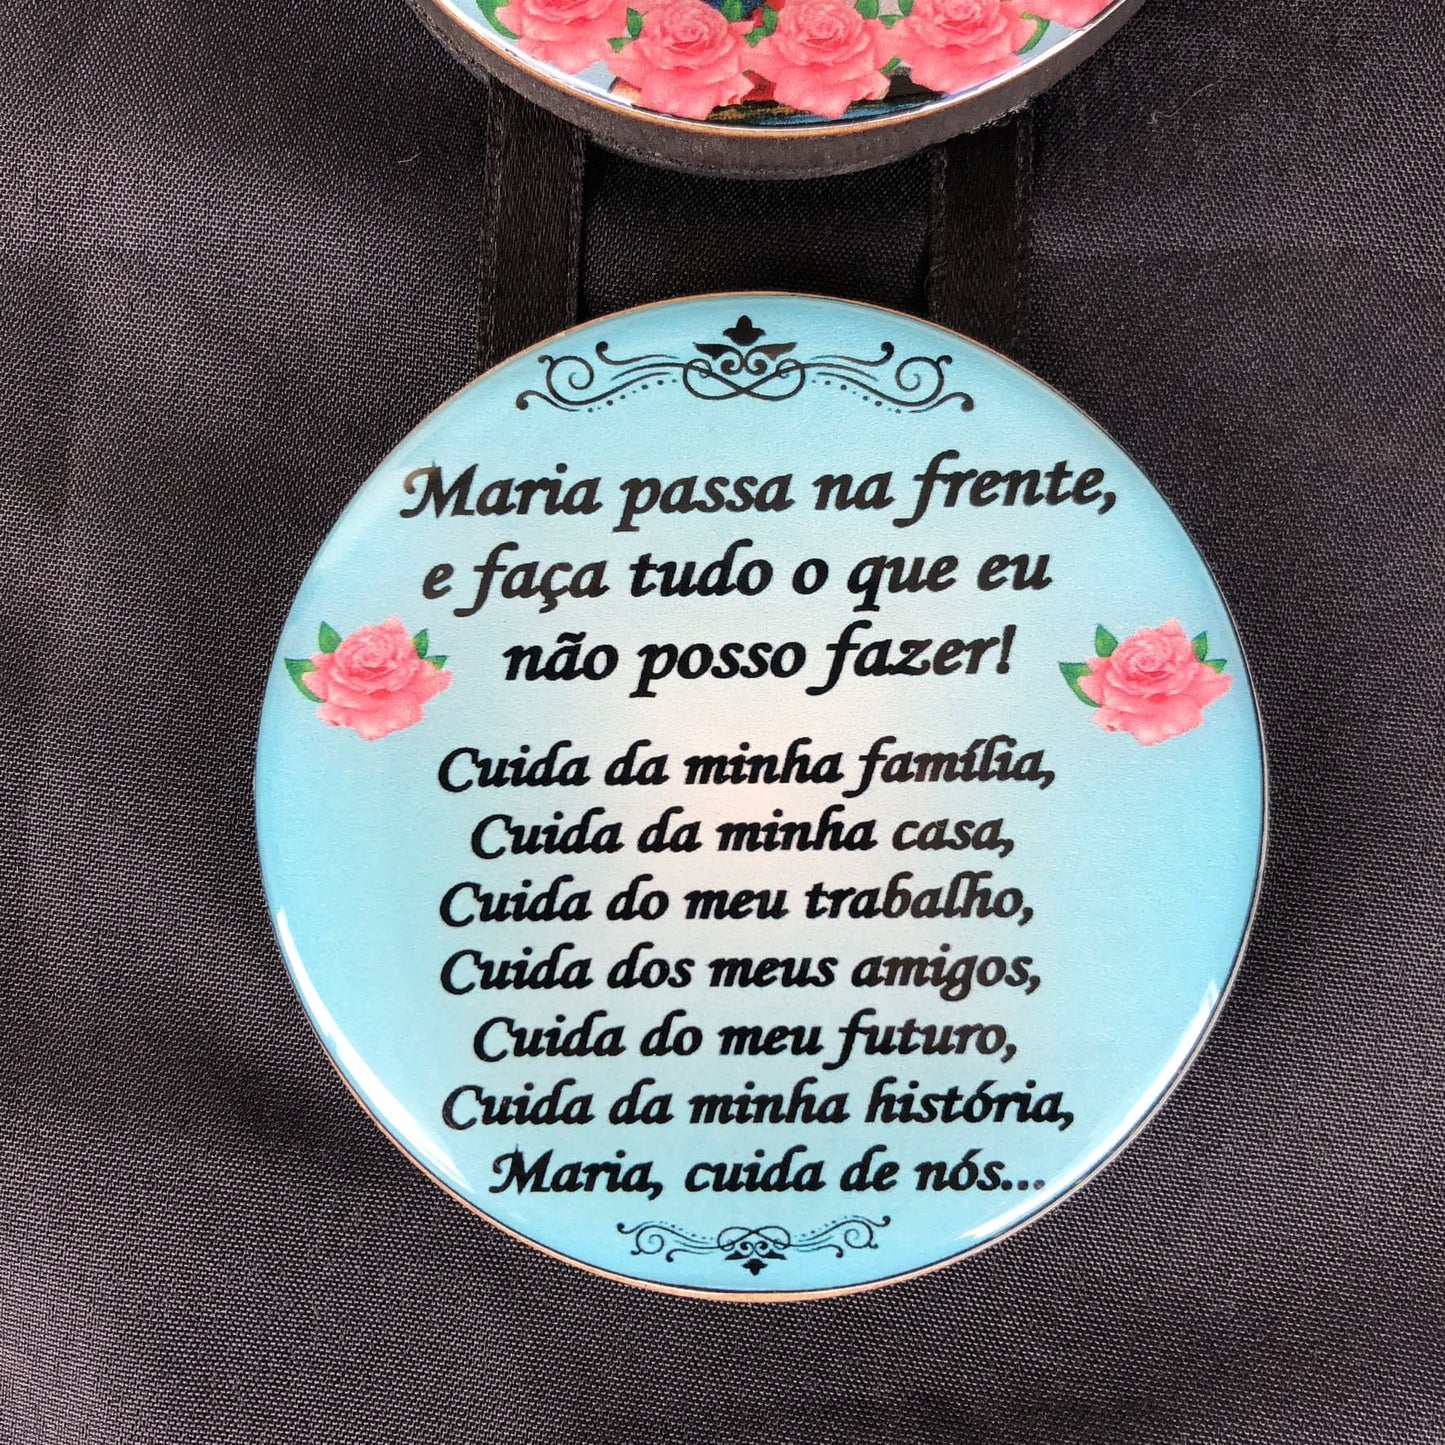 Maria passa na frente,
e faça tudo o que eu
não posso fazer!
Cuida da minha família,
Cuida da minha casa,
Cuida do meu trabalho,
Cuida dos meus amigos,
Cuida do meu futuro,
Cuida da minha história,
Maria, cuida de nós...